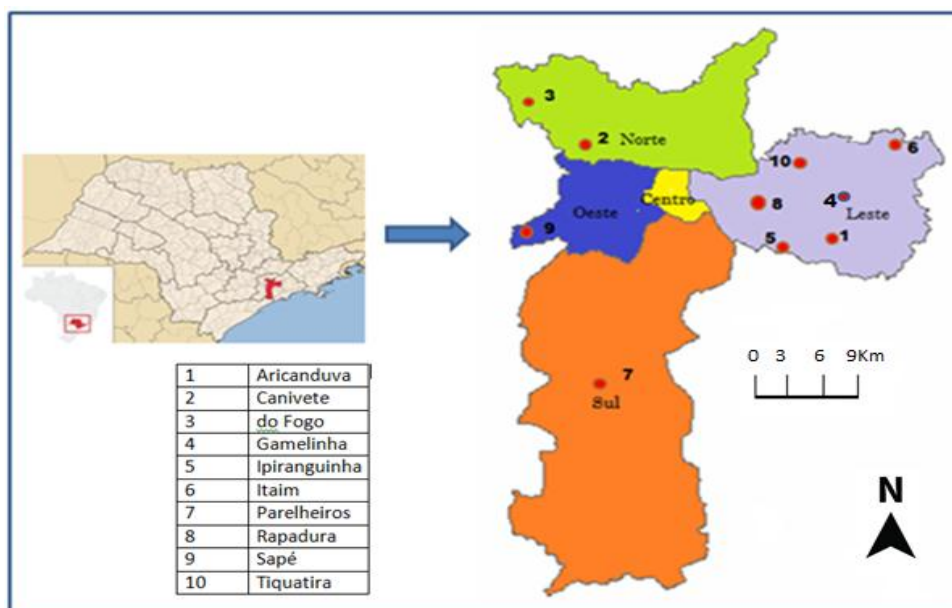 3
2 Norte
6
10
4
8
Leste
Centro
Oeste
9
5
1
0 3 6 9Km
7
Sul
N
1 Aricanduva
2 Canivete
3 do Fogo
4 Gamelinha
5 Ipiranguinha
6 Itaim
7 Parelheiros
8 Rapadura
9 Sapé
10 Tiquatira